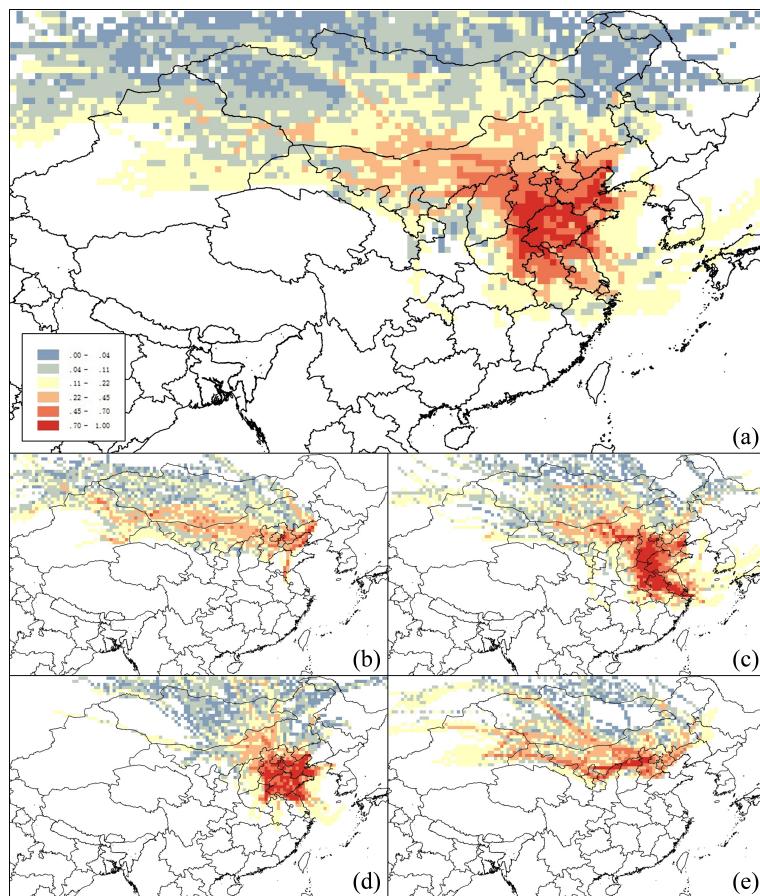 .00 - .04
.04 - .11
.11 - .22
.22 - .45
.45 - .70
.70 - 1.00
(a)
(b)
(c)
(d)
(e)